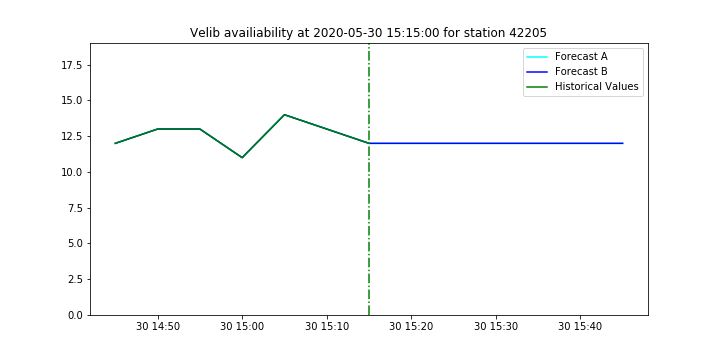 Velib availiability at 2020-05-30 15:15:00 for station 42205
Forecast A
Forecast B
Historical Values
17.5
15.0
12.5
10.0
7.5
5.0
2.5
0.0
30 14:50 30 15:00 30 15:10 30 15:20 30 15:30 30 15:40